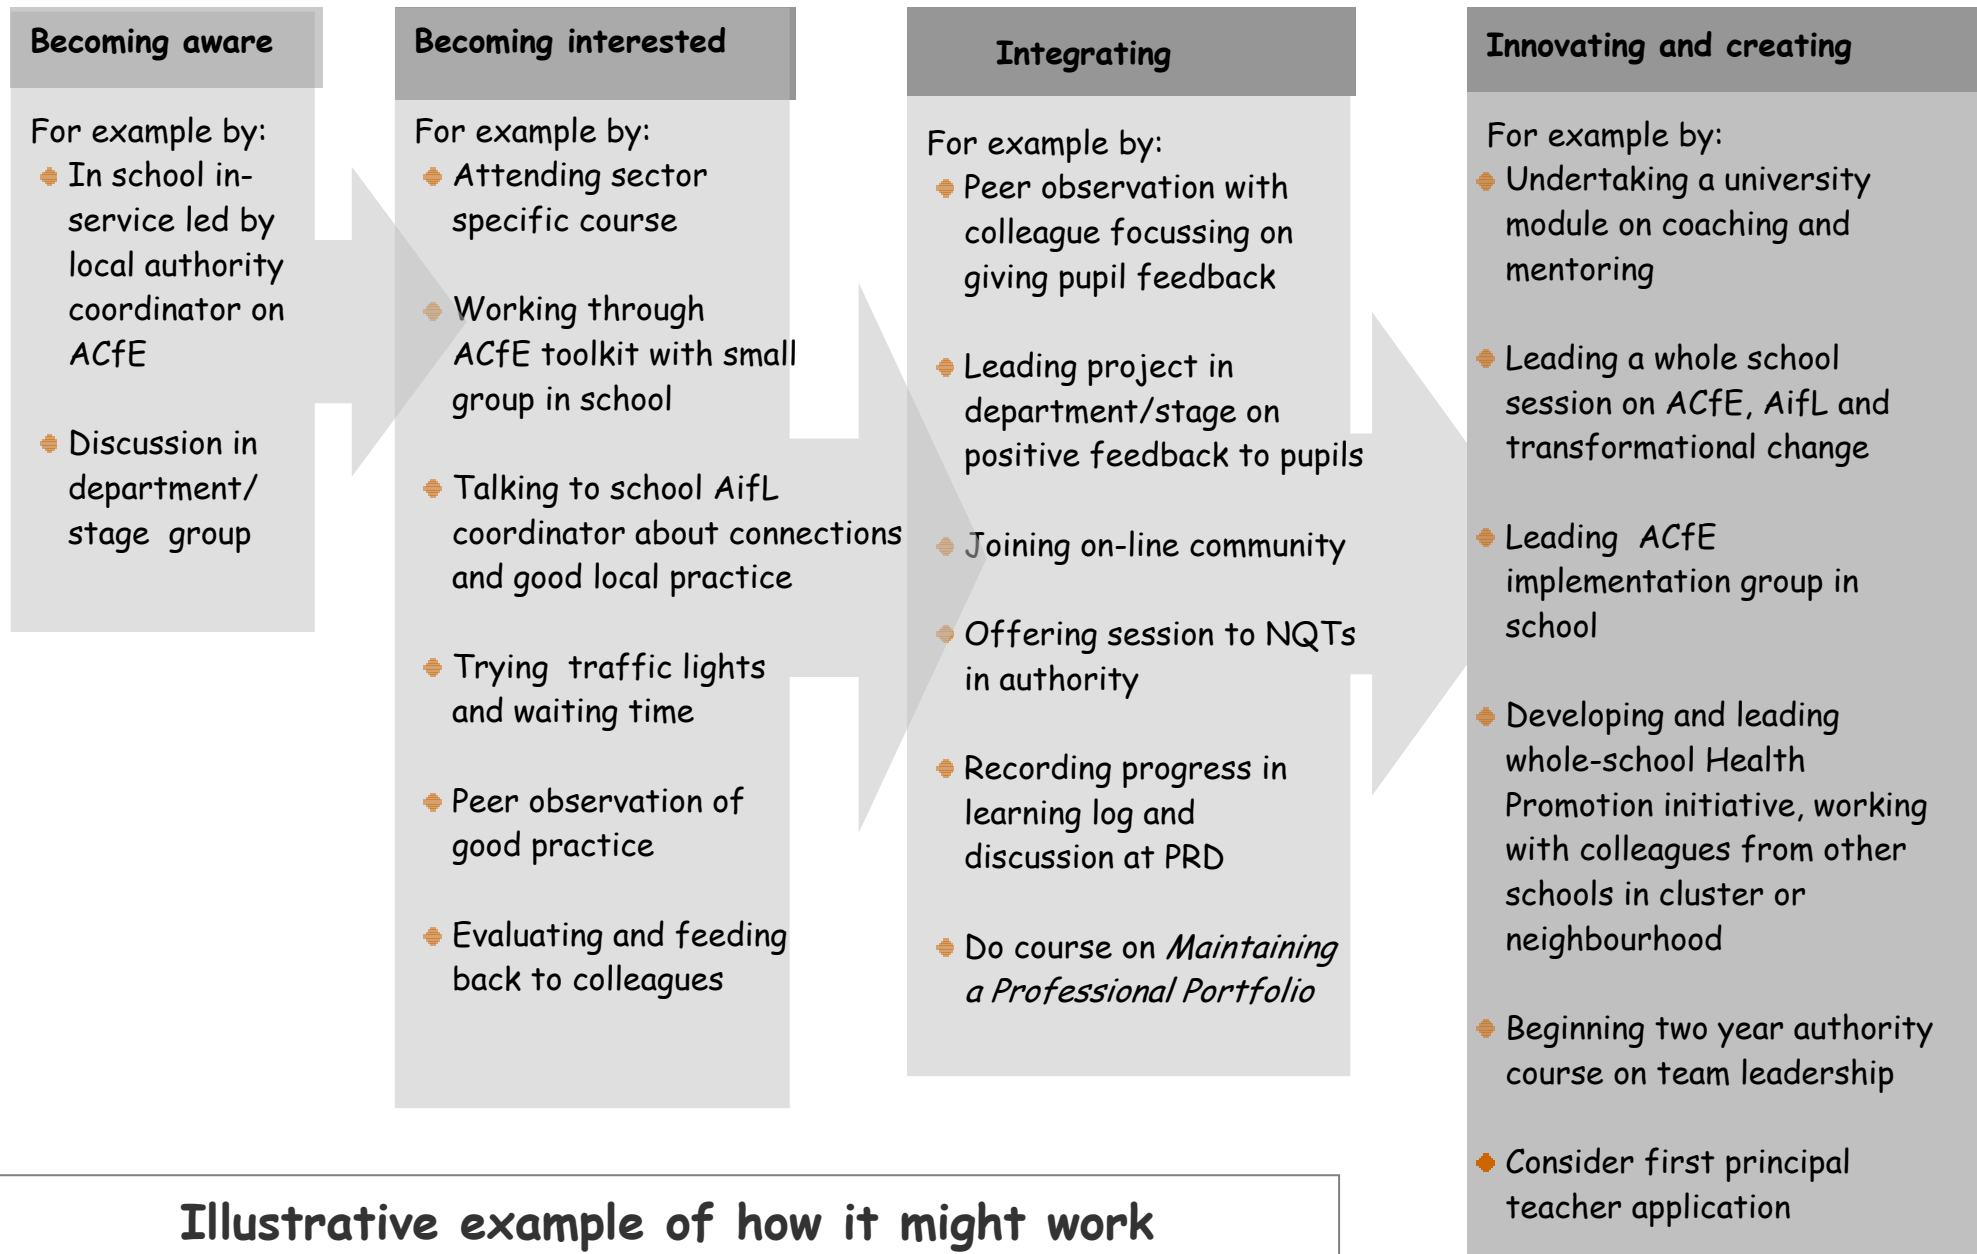 Becoming aware
For example by:
In school in-
service led by
local authority
coordinator on
ACfE
Discussion in
department/
stage group
Becoming interested
For example by:
Attending sector
specific course
Working through
ACfE toolkit with small
group in school
Talking to school AifL
coordinator about connections
and good local practice
Trying traffic lights
and waiting time
Peer observation of
good practice
Evaluating and feeding
back to colleagues
Integrating
For example by:
Peer observation with
colleague focussing on
giving pupil feedback
Leading project in
department/stage on
positive feedback to pupils
Joining on-line community
Offering session to NQTs
in authority
Recording progress in
learning log and
discussion at PRD
Do course on Maintaining
a Professional Portfolio
Innovating and creating
For example by:
Undertaking a university
module on coaching and
mentoring
Leading a whole school
session on ACfE, AifL and
transformational change
Leading ACfE
implementation group in
school
Developing and leading
whole-school Health
Promotion initiative, working
with colleagues from other
schools in cluster or
neighbourhood
Beginning two year authority
course on team leadership
Consider first principal
teacher application
Illustrative example of how it might work